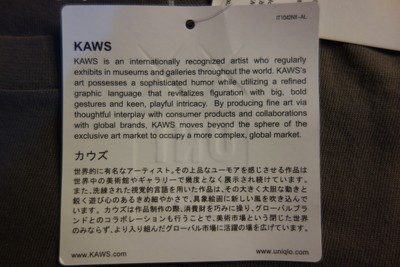 KAWS
KAWS is an internationally recognized artist who regularly
exhibits in museums and galleries throughout the world. KAWS's
art possesses a sophisticated humor while utilizing a refined
graphic language that revitalizes figuration with big, bold
gestures and keen, playful intricacy. By producing fine art via
thoughtful interplay with consumer products and collaborations
with global brands, KAWS moves beyond the sphere of the
exclusive art market to occupy a more complex, global market.
カウズ
世界的に有名なアーティスト。その上品なユーモアを感じさせる作品は
世界中の美術館やギャラリーで幾度となく展示され続けています。
また、洗練された視覚的言語を用いた作品は、その大きく大胆な動きと
鋭く遊び心のあるきめ細やかさで、具象絵画に新しい風を吹き込んで
います。カウズは作品制作の際、消費財を巧みに操り、グローバルブラン
ドとのコラボレーションも行うことで、美術市場という閉じた世界
のみならず、より入り組んだグローバル市場に活躍の場を広げています。
www.KAWS.com www.uniqlo.com